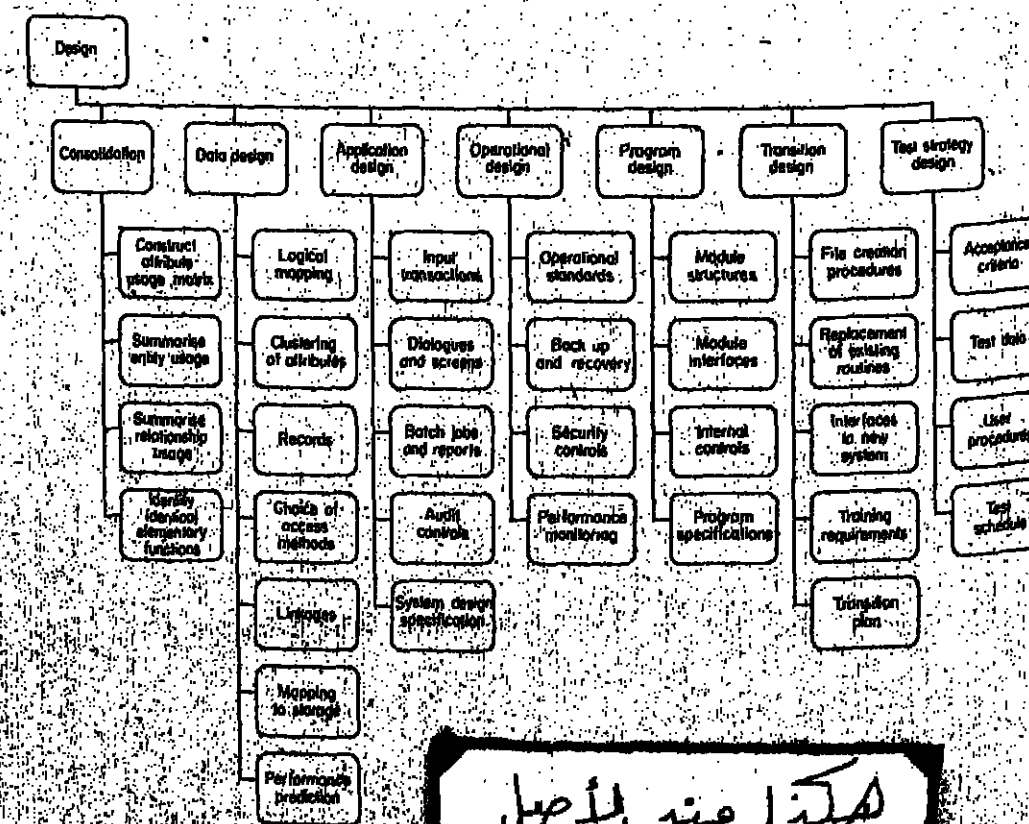 Design
Consolidation
Data design
Application
design
Operational
design
Program
design
Transition
design
Test strategy
design
Construct
attribute
usage matrix
Summarise
entity usage
Summarise
relationship
usage
Identify
identical
elementary
functions
Logical
mapping
Clustering
of attributes
Records
Choice of
access
methods
Linkages
Mapping
to storage
Performance
prediction
Input
transactions
Dialogues
and screens
Batch jobs
and reports
Audit
controls
System design
specification
Operational
standards
Back up
and recovery
Security
controls
Performance
monitoring
Module
structures
Module
interfaces
Internal
controls
Program
specifications
File creation
procedures
Replacement
of existing
routines
Interfaces
to new
system
Training
requirements
Transition
plan
Acceptance
criteria
Test data
User
procedures
Test
schedule
هكذا من الأصل